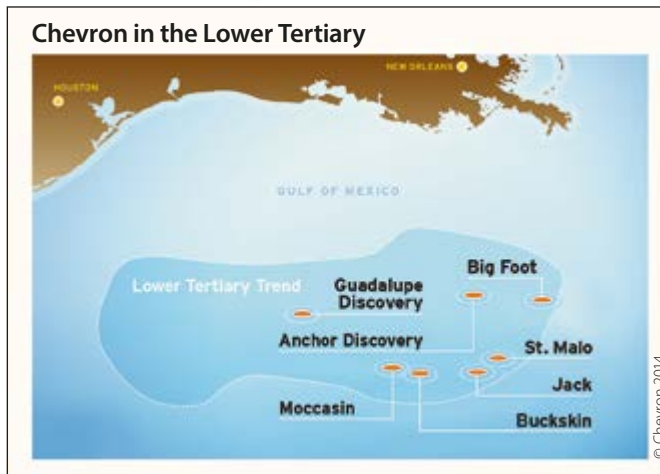 Chevron in the Lower Tertiary
NEW ORLEANS
HOUSTON
GULF OF MEXICO
Big Foot
Lower Tertiary Trend
Guadalupe
Discovery
Anchor Discovery
St. Malo
Jack
Moccasin
Buckskin
© Chevron 2014